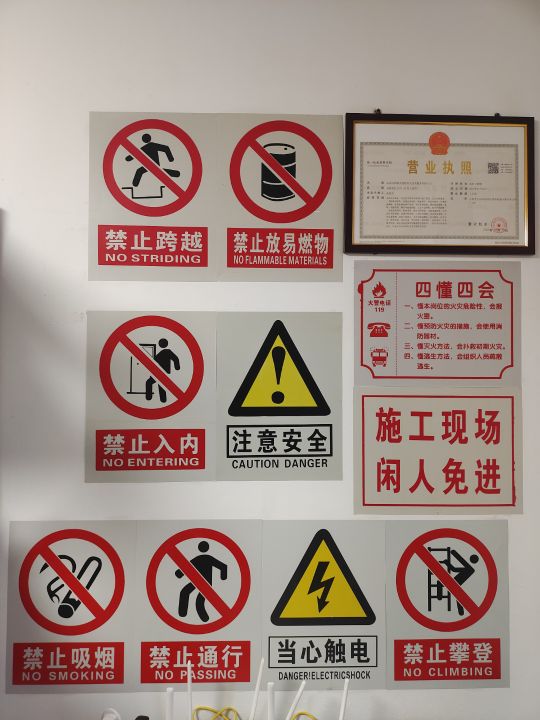 禁止跨越
NO STRIDING
禁止放易燃物
NO FLAMMABLE MATERIALS
营业执照
四懂四会
火警电话
119
一、懂本岗位的火灾危险性，会报
火警。
二、懂预防火灾的措施，会使用消
防器材。
三、懂灭火方法，会扑救初期火灾。
四、懂逃生方法，会组织人员疏散
逃生。
禁止入内
NO ENTERING
注意安全
CAUTION DANGER
施工现场
闲人免进
禁止吸烟
NO SMOKING
禁止通行
NO PASSING
当心触电
DANGER!ELECTRICSHOCK
禁止攀登
NO CLIMBING